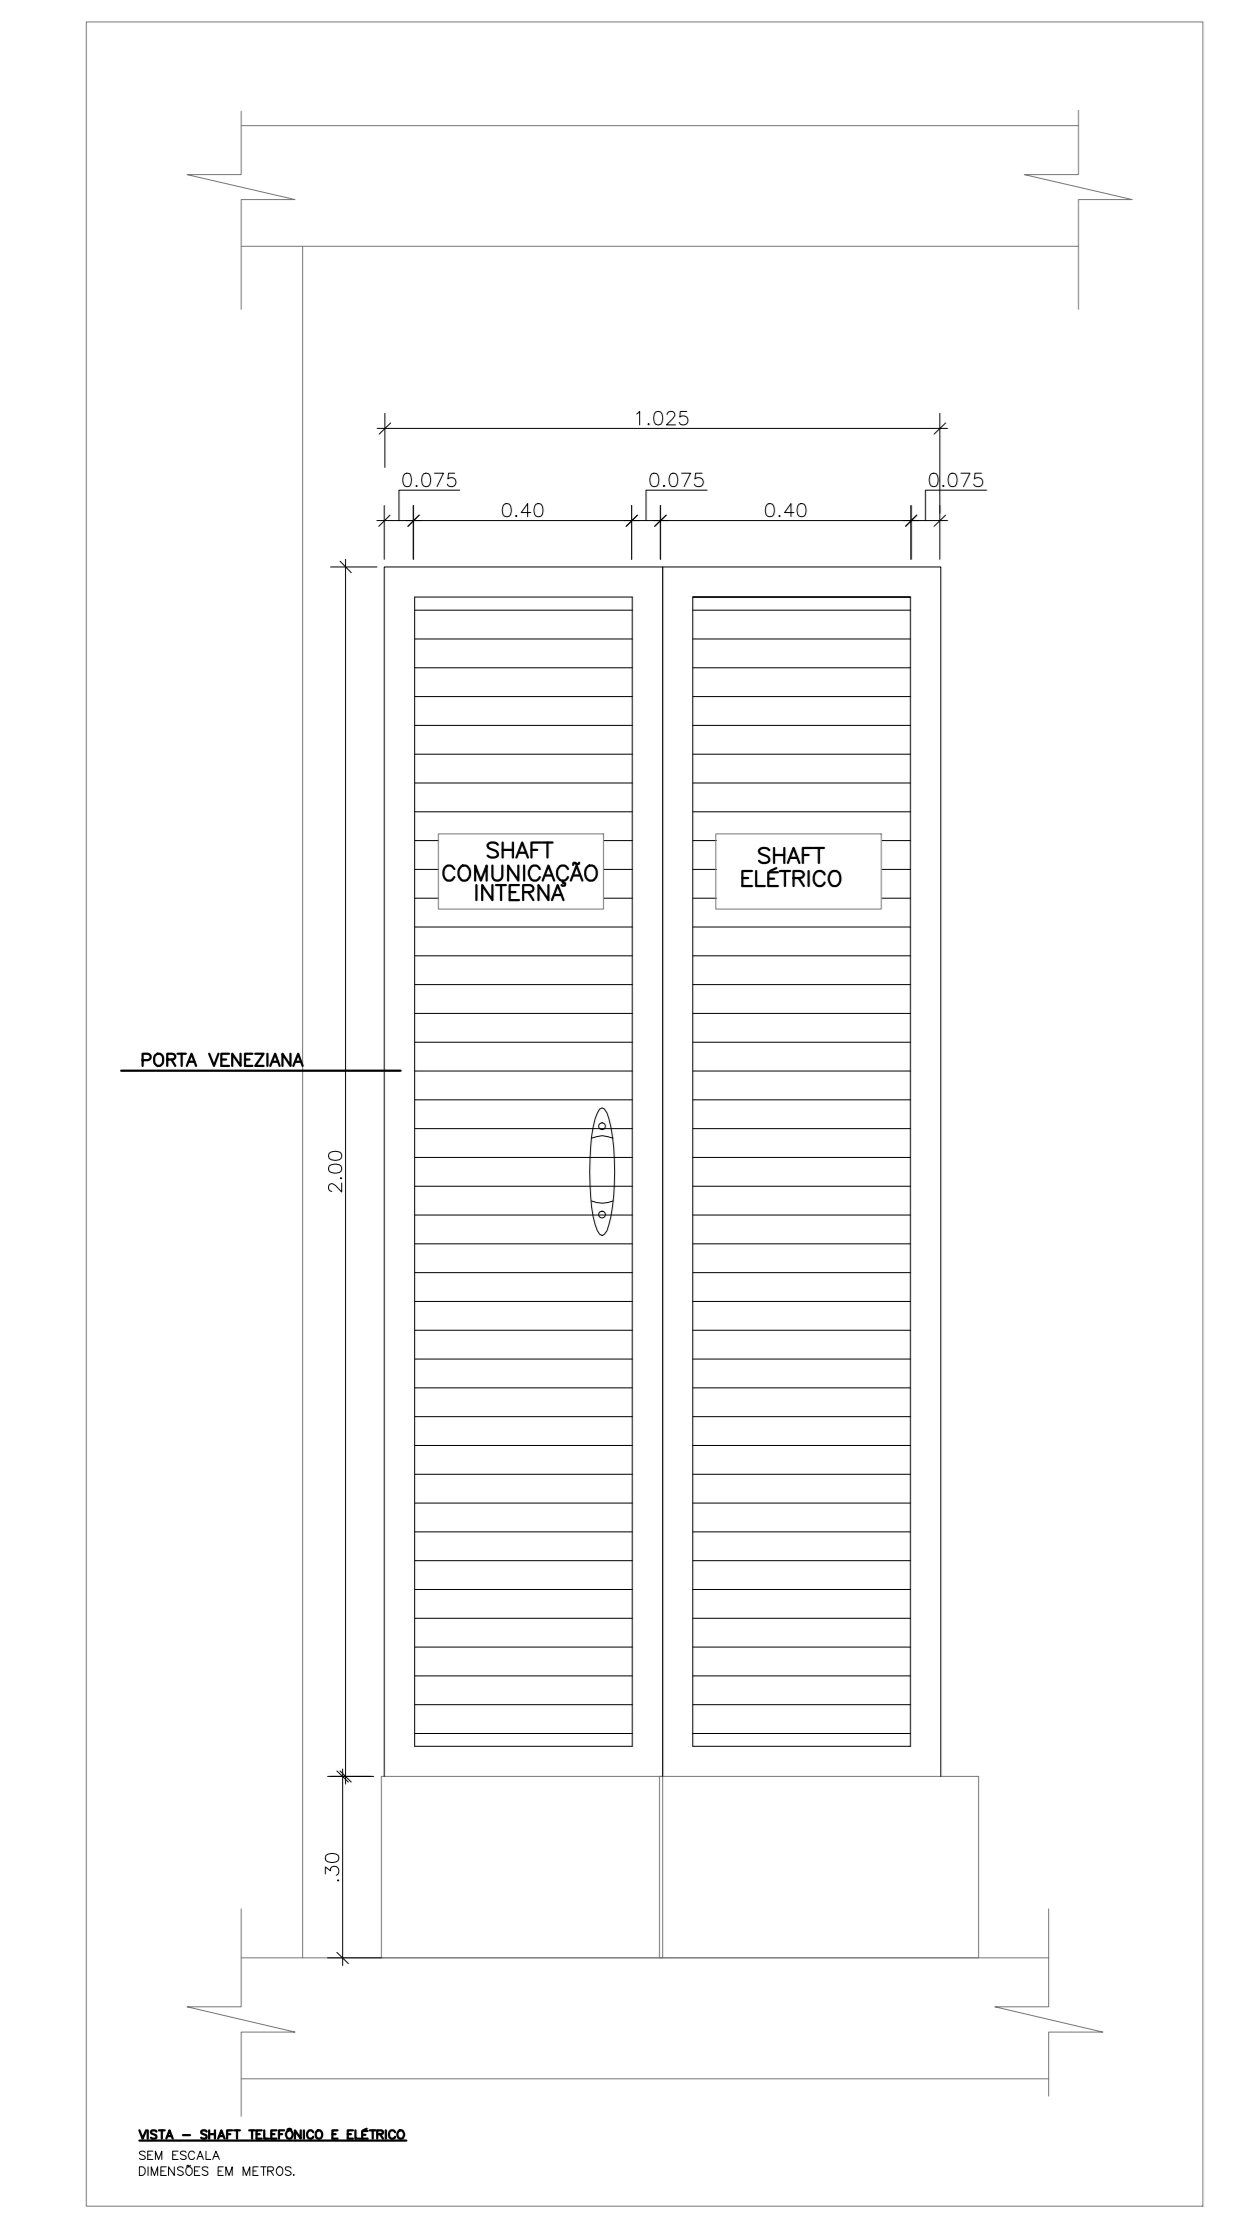 1.025
0.075
0.075
0.075
0.40
0.40
SHAFT
COMUNICAÇÃO
INTERNA
SHAFT
ELÉTRICO
PORTA VENEZIANA
2.00
.30
VISTA – SHAFT TELEFÔNICO E ELÉTRICO
SEM ESCALA
DIMENSÕES EM METROS.